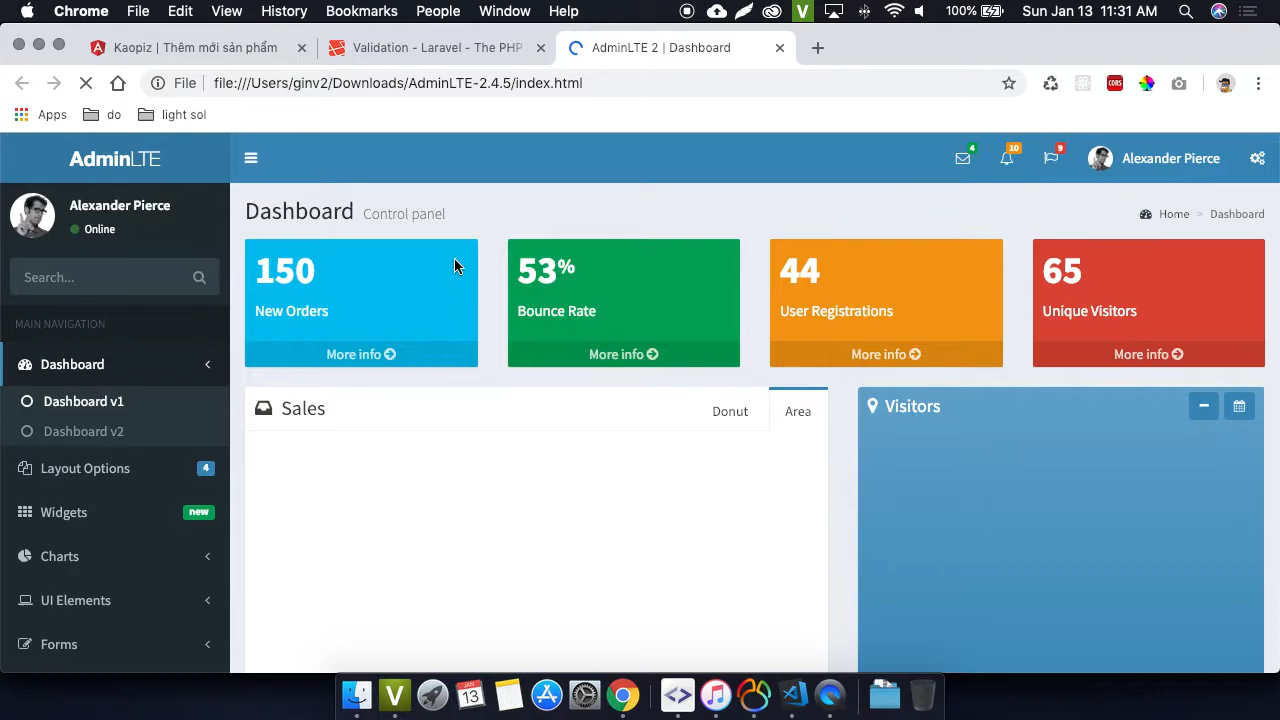 Chrome File Edit View History Bookmarks People Window Help 100% Sun Jan 13 11:31 AM
Kaopiz | Thêm mới sản phẩm
Validation - Laravel - The PHP
AdminLTE 2 | Dashboard
File file:///Users/ginv2/Downloads/AdminLTE-2.4.5/index.html
CORS
Apps do light sol
AdminLTE
4 10 9
Alexander Pierce
Alexander Pierce
Online
Search...
MAIN NAVIGATION
Dashboard
Dashboard v1
Dashboard v2
Layout Options 4
Widgets new
Charts
UI Elements
Forms
Dashboard Control panel
Home > Dashboard
150
New Orders
More info
53%
Bounce Rate
More info
44
User Registrations
More info
65
Unique Visitors
More info
Sales
Donut Area
Visitors
JAN
13